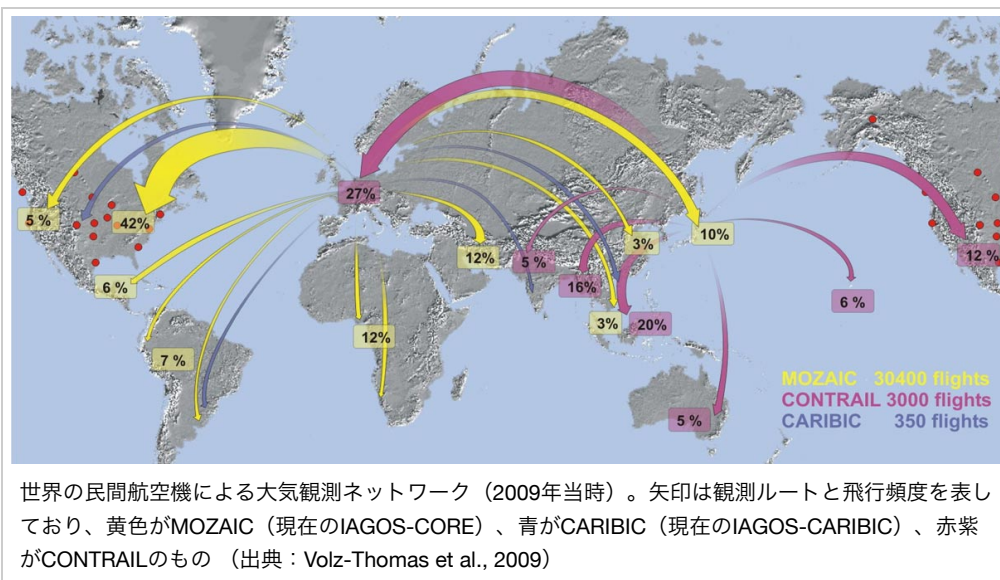 27%
5 %
42%
10%
3%
12%
5 %
12 %
16%
6 %
6 %
3%
20%
12%
7 %
5 %
MOZAIC 30400 flights
CONTRAIL 3000 flights
CARIBIC 350 flights
世界の民間航空機による大気観測ネットワーク（2009年当時）。矢印は観測ルートと飛行頻度を表し
ており、黄色がMOZAIC（現在のIAGOS-CORE）、青がCARIBIC（現在のIAGOS-CARIBIC）、赤紫
がCONTRAILのもの （出典：Volz-Thomas et al., 2009）